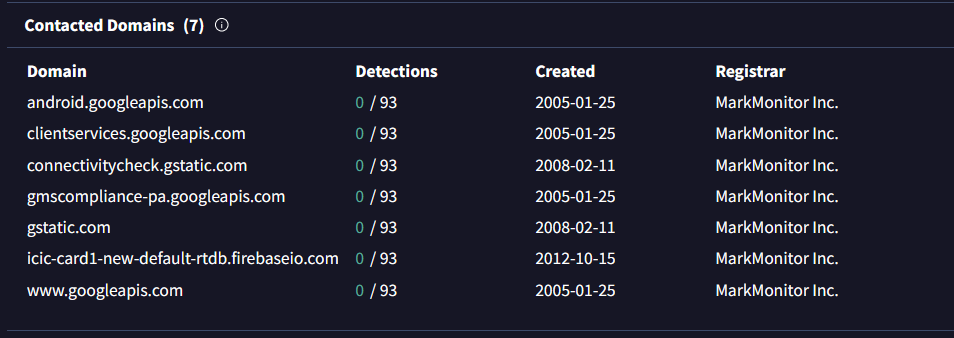 Contacted Domains (7)
Domain Detections Created Registrar
android.googleapis.com 0 / 93 2005-01-25 MarkMonitor Inc.
clientservices.googleapis.com 0 / 93 2005-01-25 MarkMonitor Inc.
connectivitycheck.gstatic.com 0 / 93 2008-02-11 MarkMonitor Inc.
gmscompliance-pa.googleapis.com 0 / 93 2005-01-25 MarkMonitor Inc.
gstatic.com 0 / 93 2008-02-11 MarkMonitor Inc.
icic-card1-new-default-rtdb.firebaseio.com 0 / 93 2012-10-15 MarkMonitor Inc.
www.googleapis.com 0 / 93 2005-01-25 MarkMonitor Inc.